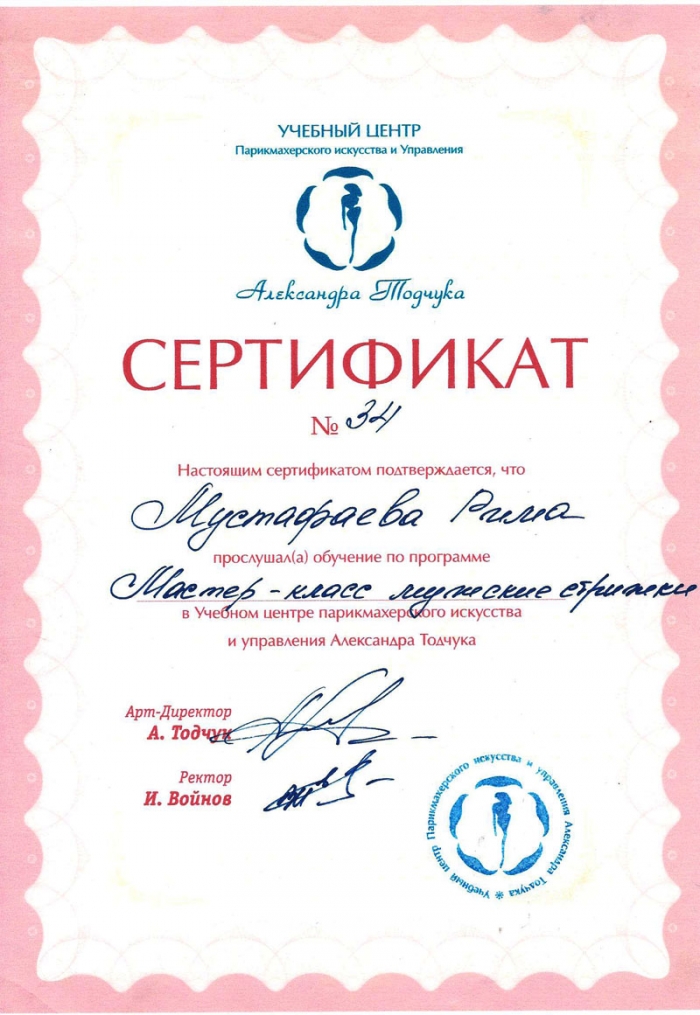 УЧЕБНЫЙ ЦЕНТР
Парикмахерского искусства и Управления
Александра Тодчука
СЕРТИФИКАТ
№ 34
Настоящим сертификатом подтверждается, что
Мустафаева Рима
прослушал(а) обучение по программе
Мастер-класс мужские стрижки
в Учебном центре парикмахерского искусства
и управления Александра Тодчука
Арт-Директор
А. Тодчук
Ректор
И. Войнов
Учебный центр Парикмахерского искусства и управления Александра Тодчука